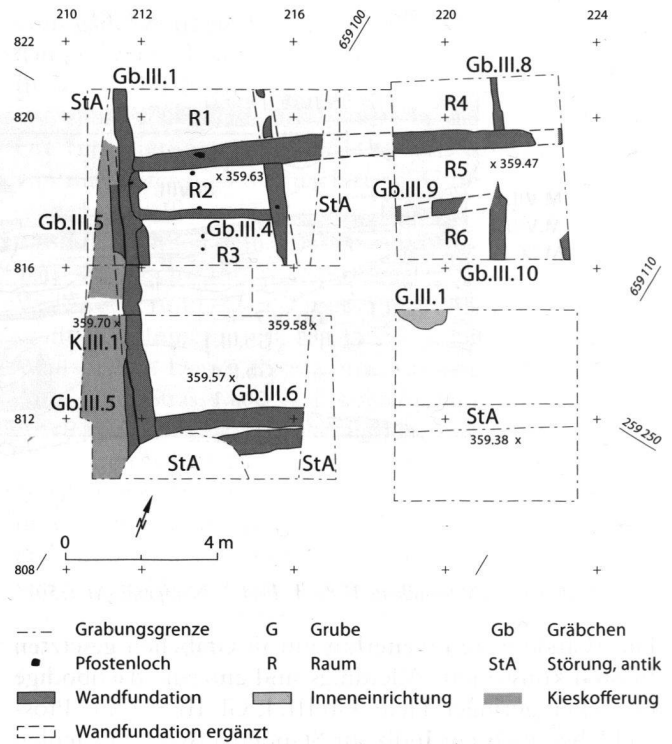 210 212 216 220 224
659 100
822
Gb.III.1 Gb.III.8
StA R4
820
R1
R5
x 359.47
x 359.63
R2 StA Gb.III.9
Gb.III.5 Gb.III.4 R6
R3
816 Gb.III.10
659 110
G.III.1
359.70 x 359.58 x
K.III.1
359.57 x
Gb.III.5 Gb.III.6
812 StA
359.38 x
259 250
StA StA
N
0 4 m
808
Grabungsgrenze G Grube Gb Gräbchen
Pfostenloch R Raum StA Störung, antik
Wandfundation Inneneinrichtung Kieskofferung
Wandfundation ergänzt